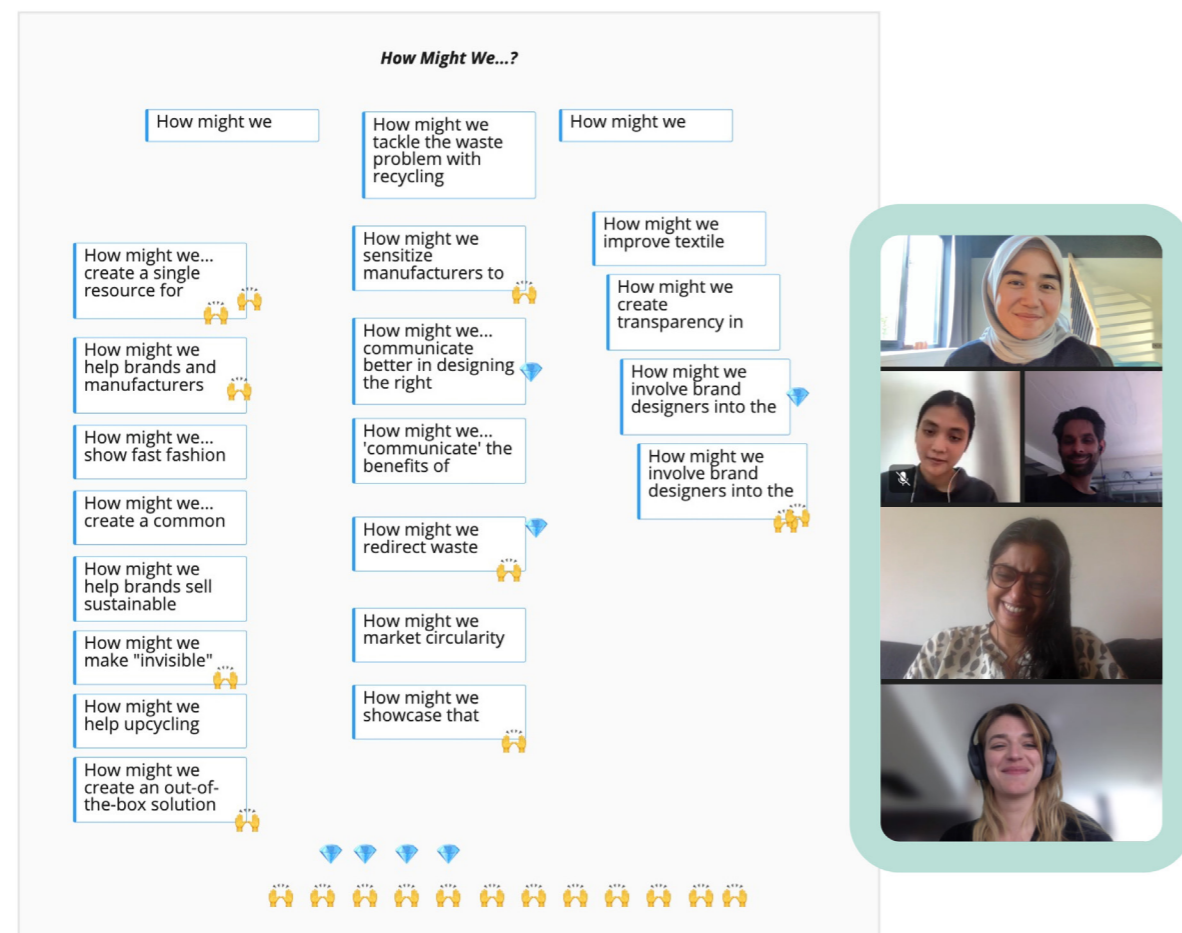 How Might We...?
How might we
How might we
tackle the waste
problem with
recycling
How might we
How might we...
create a single
resource for
How might we
help brands and
manufacturers
How might we...
show fast fashion
How might we...
create a common
How might we
help brands sell
sustainable
How might we
make "invisible"
How might we
help upcycling
How might we
create an out-of-
the-box solution
How might we
sensitize
manufacturers to
How might we...
communicate
better in designing
the right
How might we...
'communicate' the
benefits of
How might we
redirect waste
How might we
market circularity
How might we
showcase that
How might we
improve textile
How might we
create
transparency in
How might we
involve brand
designers into the
How might we
involve brand
designers into the